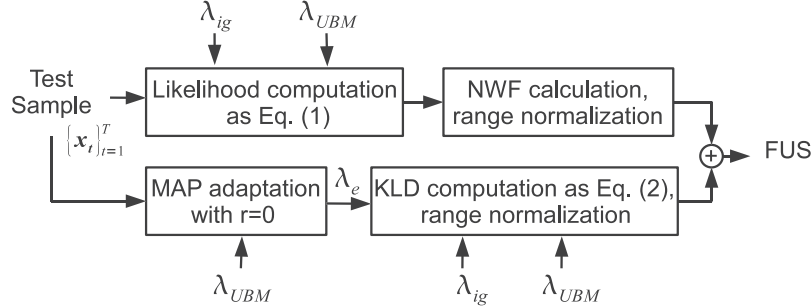 λ_ig
λ_UBM
Test
Sample
{x_t}_{t=1}^T
Likelihood computation
as Eq. (1)
NWF calculation,
range normalization
+
FUS
MAP adaptation
with r=0
λ_e
KLD computation as Eq. (2),
range normalization
λ_UBM
λ_ig
λ_UBM